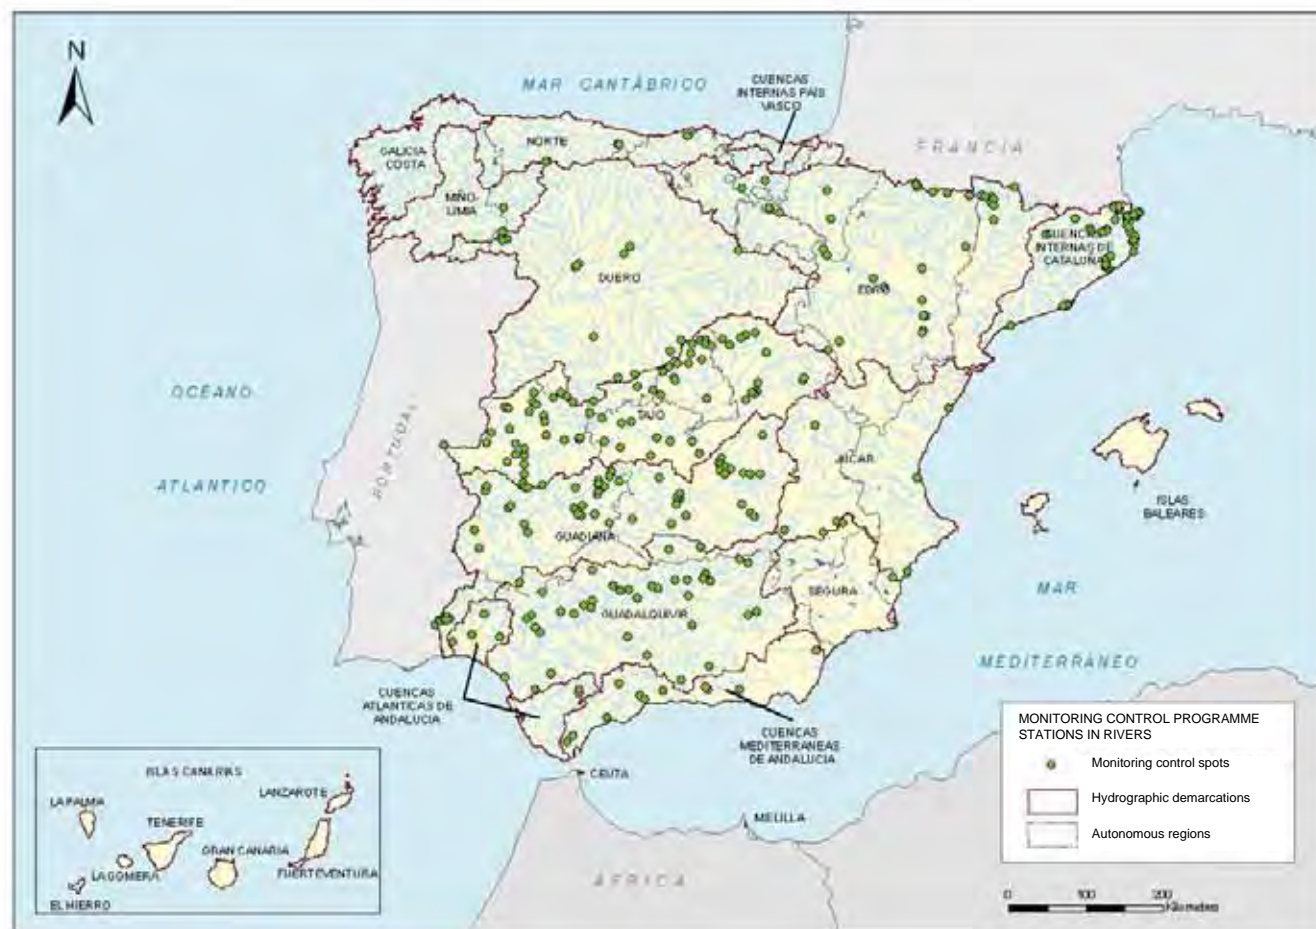 N
MAR CANTÁBRICO
CUENCAS
INTERNAS PAÍS
VASCO
FRANCIA
GALICIA
COSTA
NORTE
MIÑO-
LIMIA
DUERO
EBRO
CUENCAS
INTERNAS DE
CATALUÑA
OCÉANO
ATLÁNTICO
PORTUGAL
TAJO
JÚCAR
ISLAS
BALEARES
GUADIANA
SEGURA
GUADALQUIVIR
MAR
MEDITERRÁNEO
CUENCAS
ATLÁNTICAS DE
ANDALUCÍA
CUENCAS
MEDITERRÁNEAS
DE ANDALUCÍA
CEUTA
MELILLA
ÁFRICA
ISLAS CANARIAS
LA PALMA
LANZAROTE
TENERIFE
GRAN CANARIA
LA GOMERA
FUERTEVENTURA
EL HIERRO
MONITORING CONTROL PROGRAMME
STATIONS IN RIVERS
Monitoring control spots
Hydrographic demarcations
Autonomous regions
0 100 200
Kilometers